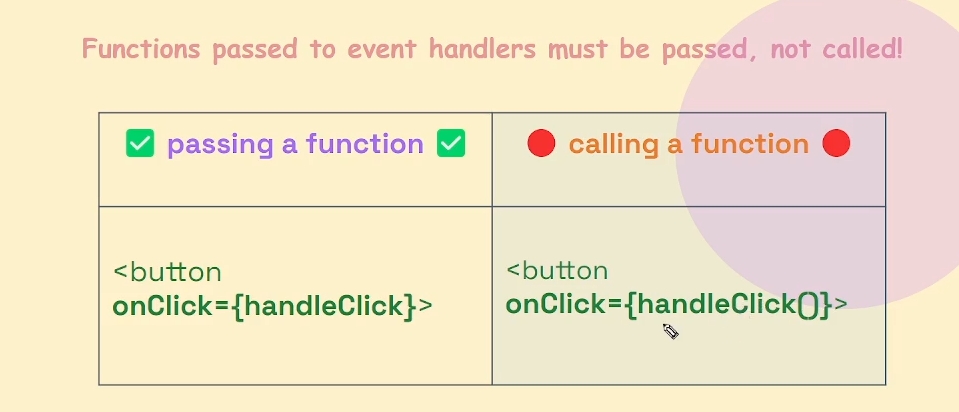 Functions passed to event handlers must be passed, not called!
✅ passing a function ✅
🔴 calling a function 🔴
<button
onClick={handleClick}>
<button
onClick={handleClick()}>